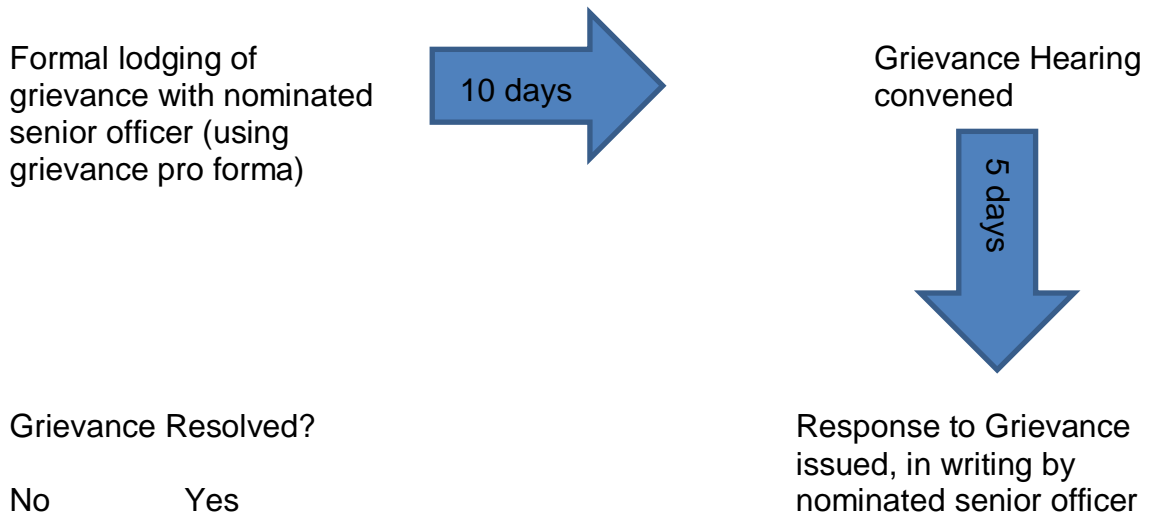 Formal lodging of
grievance with nominated
senior officer (using
grievance pro forma)
10 days
Grievance Hearing
convened
5 days
Response to Grievance
issued, in writing by
nominated senior officer
Grievance Resolved?
No Yes